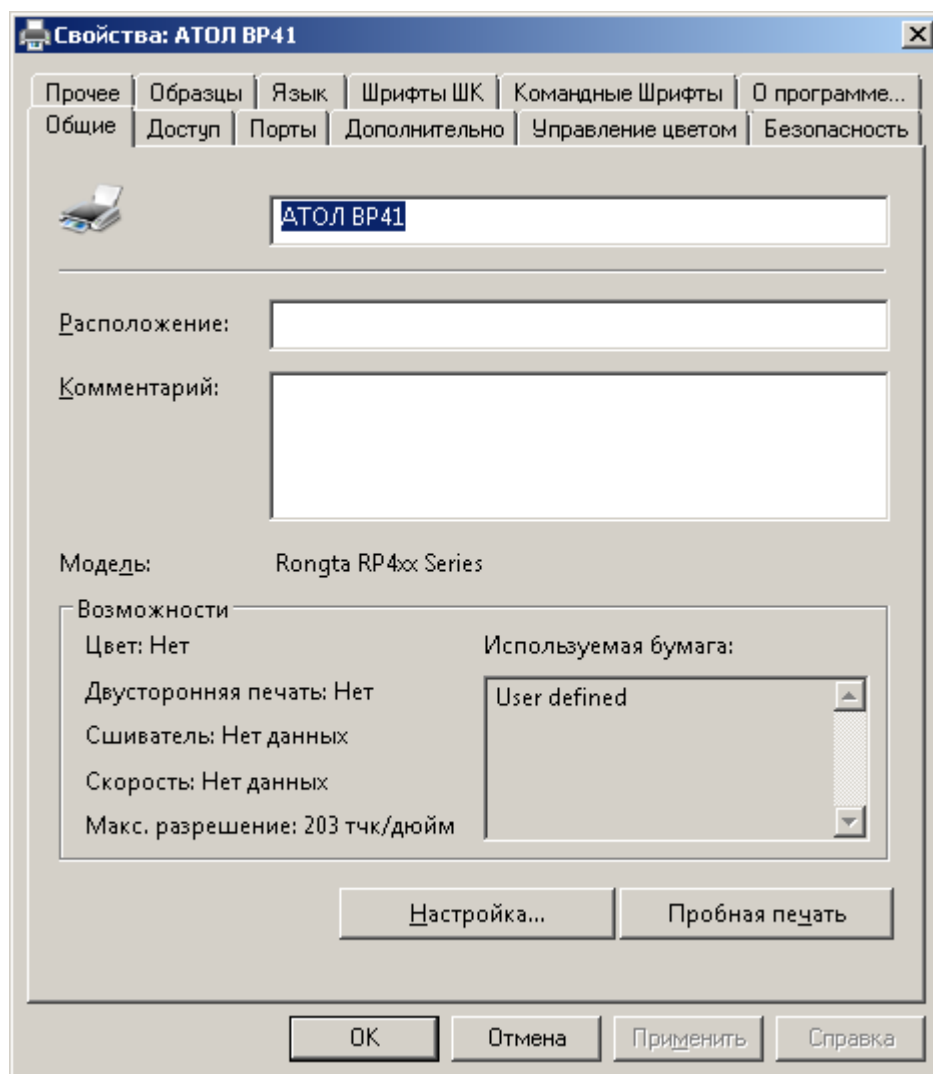 Свойства: АТОЛ BP41
Прочее Образцы Язык Шрифты ШК Командные Шрифты О программе...
Общие Доступ Порты Дополнительно Управление цветом Безопасность
АТОЛ BP41
Расположение:
Комментарий:
Модель: Rongta RP4xx Series
Возможности
Цвет: Нет Используемая бумага:
Двусторонняя печать: Нет User defined
Сшиватель: Нет данных
Скорость: Нет данных
Макс. разрешение: 203 тчк/дюйм
Настройка... Пробная печать
OK Отмена Применить Справка